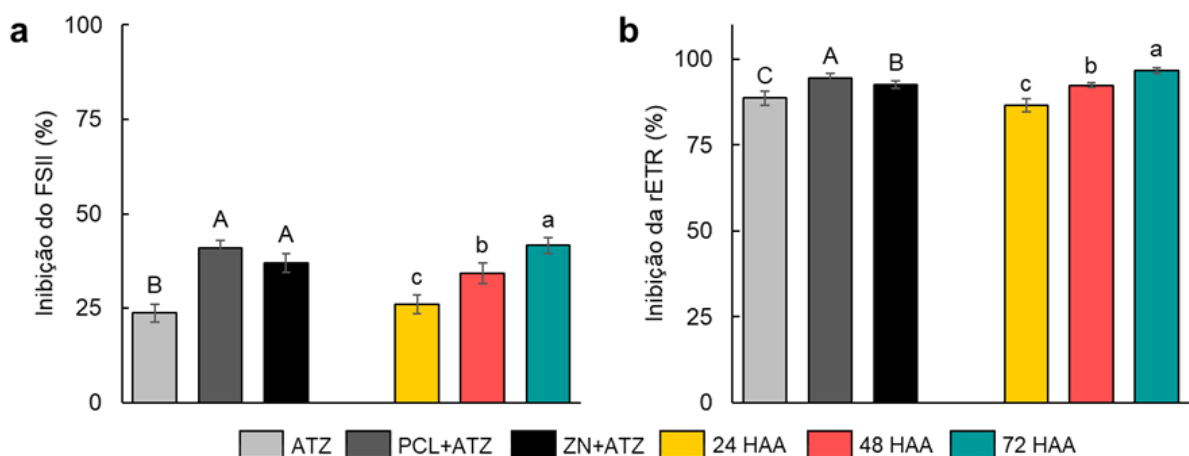 a
Inibição do FSII (%)
100
75
50
25
0
B
A
A
c
b
a
b
Inibição da rETR (%)
100
75
50
25
0
C
A
B
c
b
a
ATZ
PCL+ATZ
ZN+ATZ
24 HAA
48 HAA
72 HAA